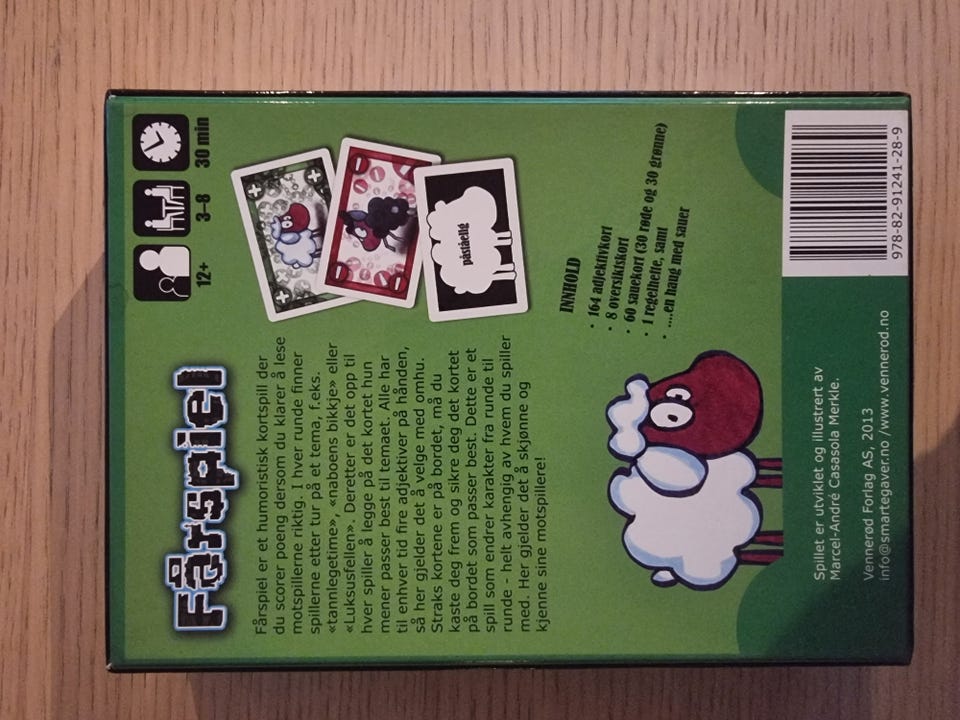 Fårspiel
Fårspiel er et humoristisk kortspill der
du scorer poeng dersom du klarer å lese
motspillerne riktig. I hver runde finner
spillerne etter tur på et tema, f.eks.
«tannlegetime», «naboens bikkje» eller
«Luksusfellen». Deretter er det opp til
hver spiller å legge på det kortet hun
mener passer best til temaet. Alle har
til enhver tid fire adjektiver på hånden,
så her gjelder det å velge med omhu.
Straks kortene er på bordet, må du
kaste deg frem og sikre deg det kortet
på bordet som passer best. Dette er et
spill som endrer karakter fra runde til
runde - helt avhengig av hvem du spiller
med. Her gjelder det å skjønne og
kjenne sine motspillere!
12+
3-8
30 min
påståelig
INNHOLD
· 164 adjektivkort
· 8 oversiktskort
· 60 sauekort (30 røde og 30 grønne)
· 1 regelhefte, samt
· ....en haug med sauer
Spillet er utviklet og illustrert av
Marcel-André Casasola Merkle.
Vennerød Forlag AS, 2013
info@smartegaver.no /www.vennerod.no
978-82-91241-28-9